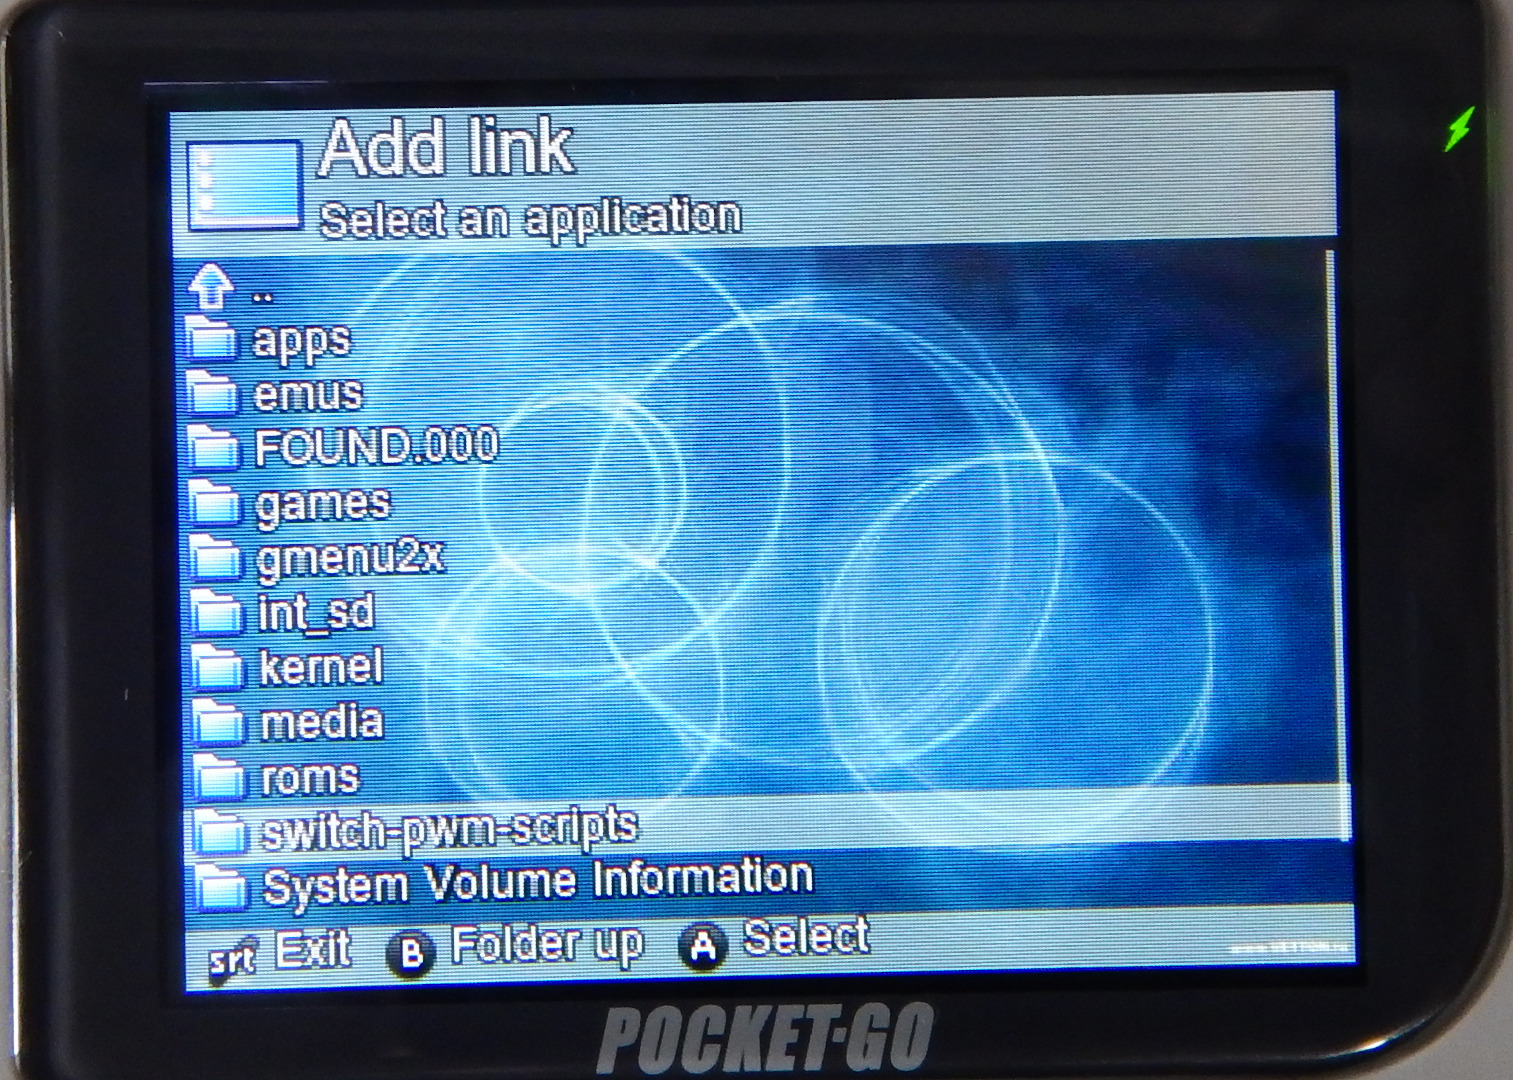 Add link
Select an application
..
apps
emus
FOUND.000
games
gmenu2x
int_sd
kernel
media
roms
switch-pwm-scripts
System Volume Information
srt Exit B Folder up A Select
POCKET·GO